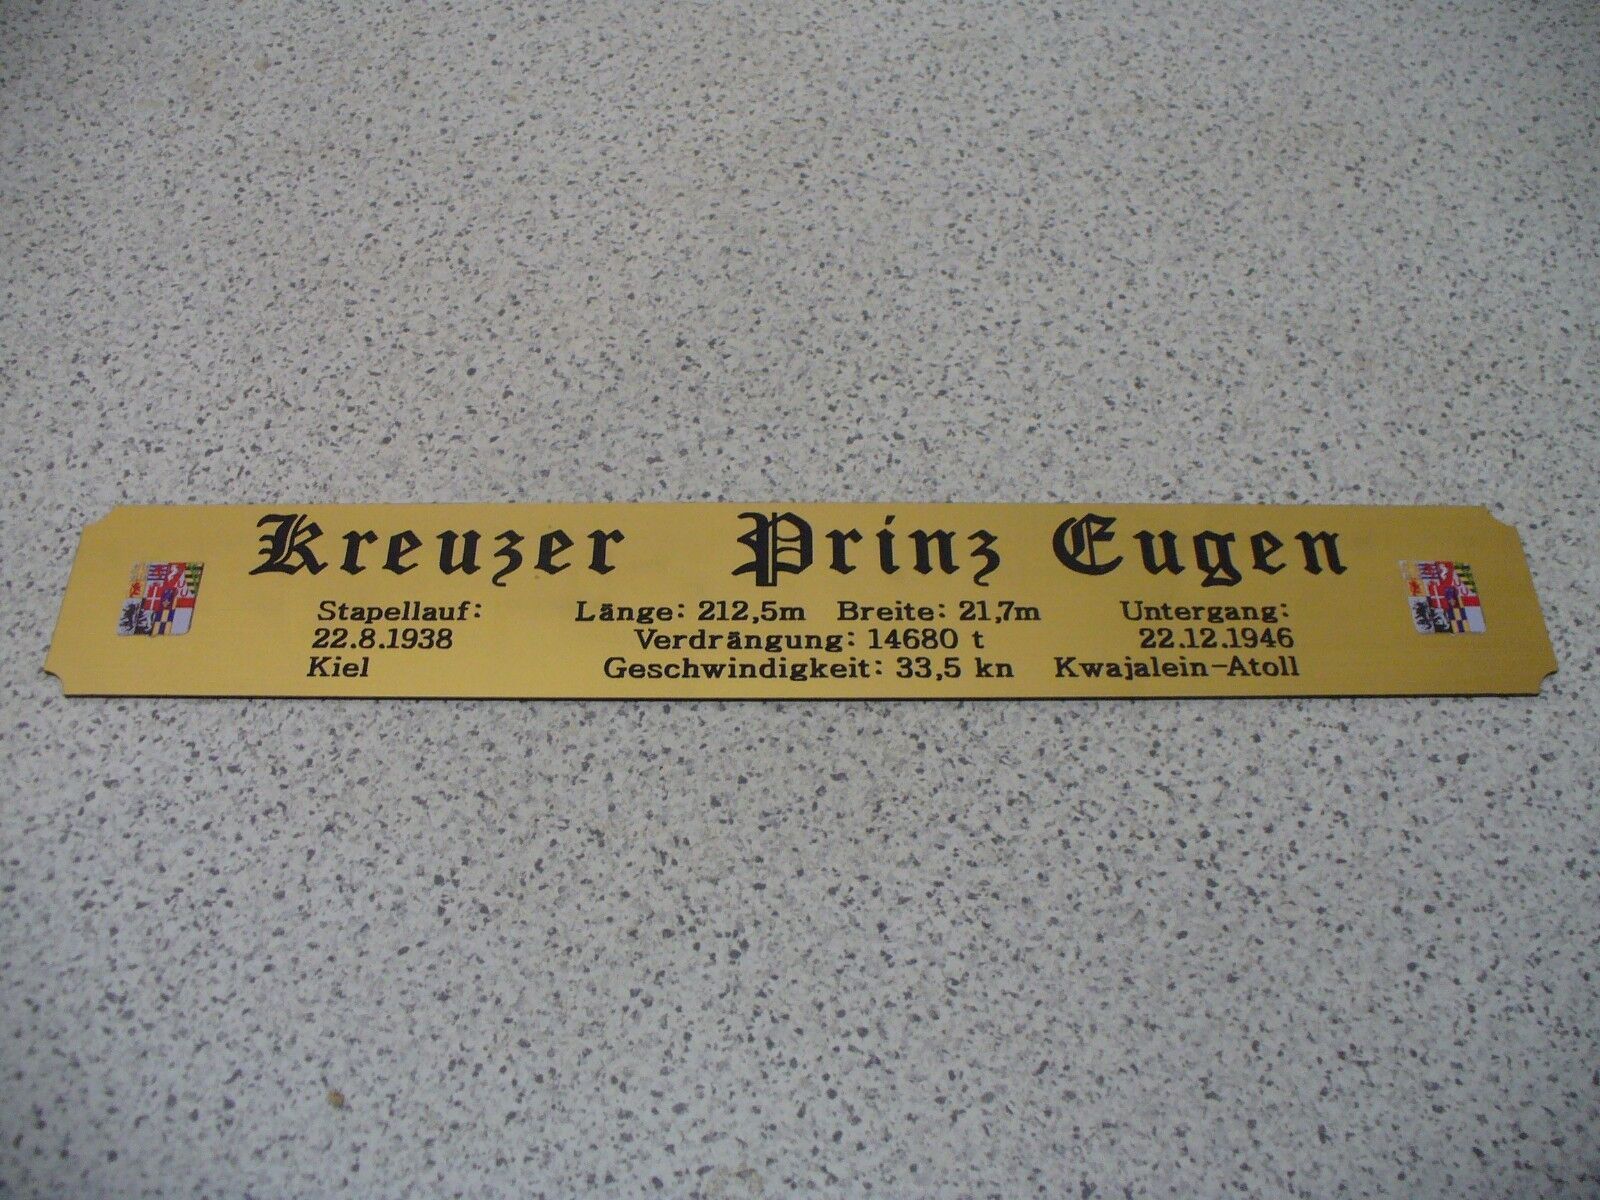 Kreuzer Prinz Eugen
Stapellauf: Länge: 212,5m Breite: 21,7m Untergang:
22.8.1938 Verdrängung: 14680 t 22.12.1946
Kiel Geschwindigkeit: 33,5 kn Kwajalein-Atoll